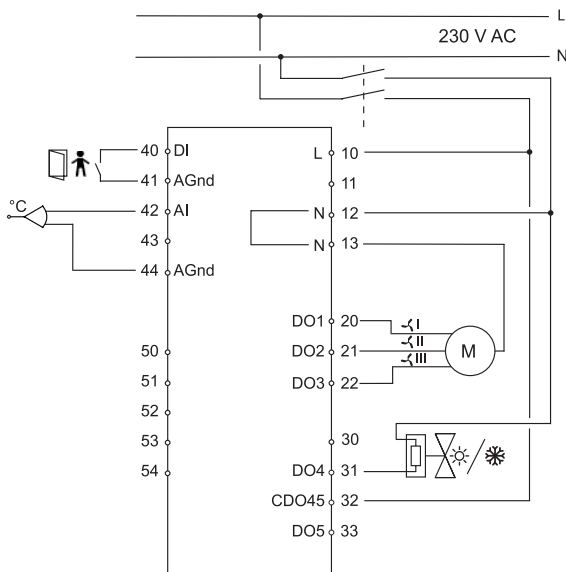 L
230 V AC
N
40 DI
L 10
41 AGnd
11
°C
42 AI
N 12
43
N 13
44 AGnd
DO1 20
I
II
50
DO2 21
M
III
51
DO3 22
52
53
30
54
DO4 31
CDO45 32
DO5 33